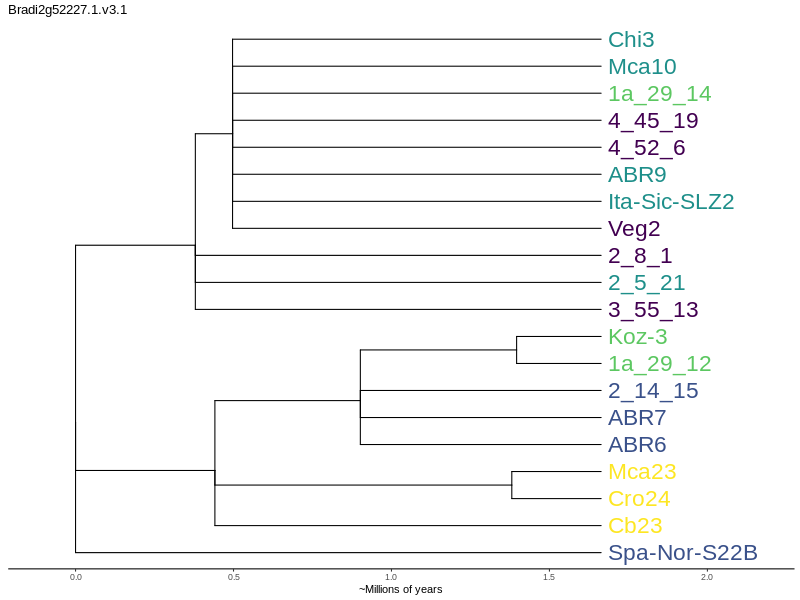 Bradi2g52227.1.v3.1
Chi3
Mca10
1a_29_14
4_45_19
4_52_6
ABR9
Ita-Sic-SLZ2
Veg2
2_8_1
2_5_21
3_55_13
Koz-3
1a_29_12
2_14_15
ABR7
ABR6
Mca23
Cro24
Cb23
Spa-Nor-S22B
0.0 0.5 1.0 1.5 2.0
~Millions of years